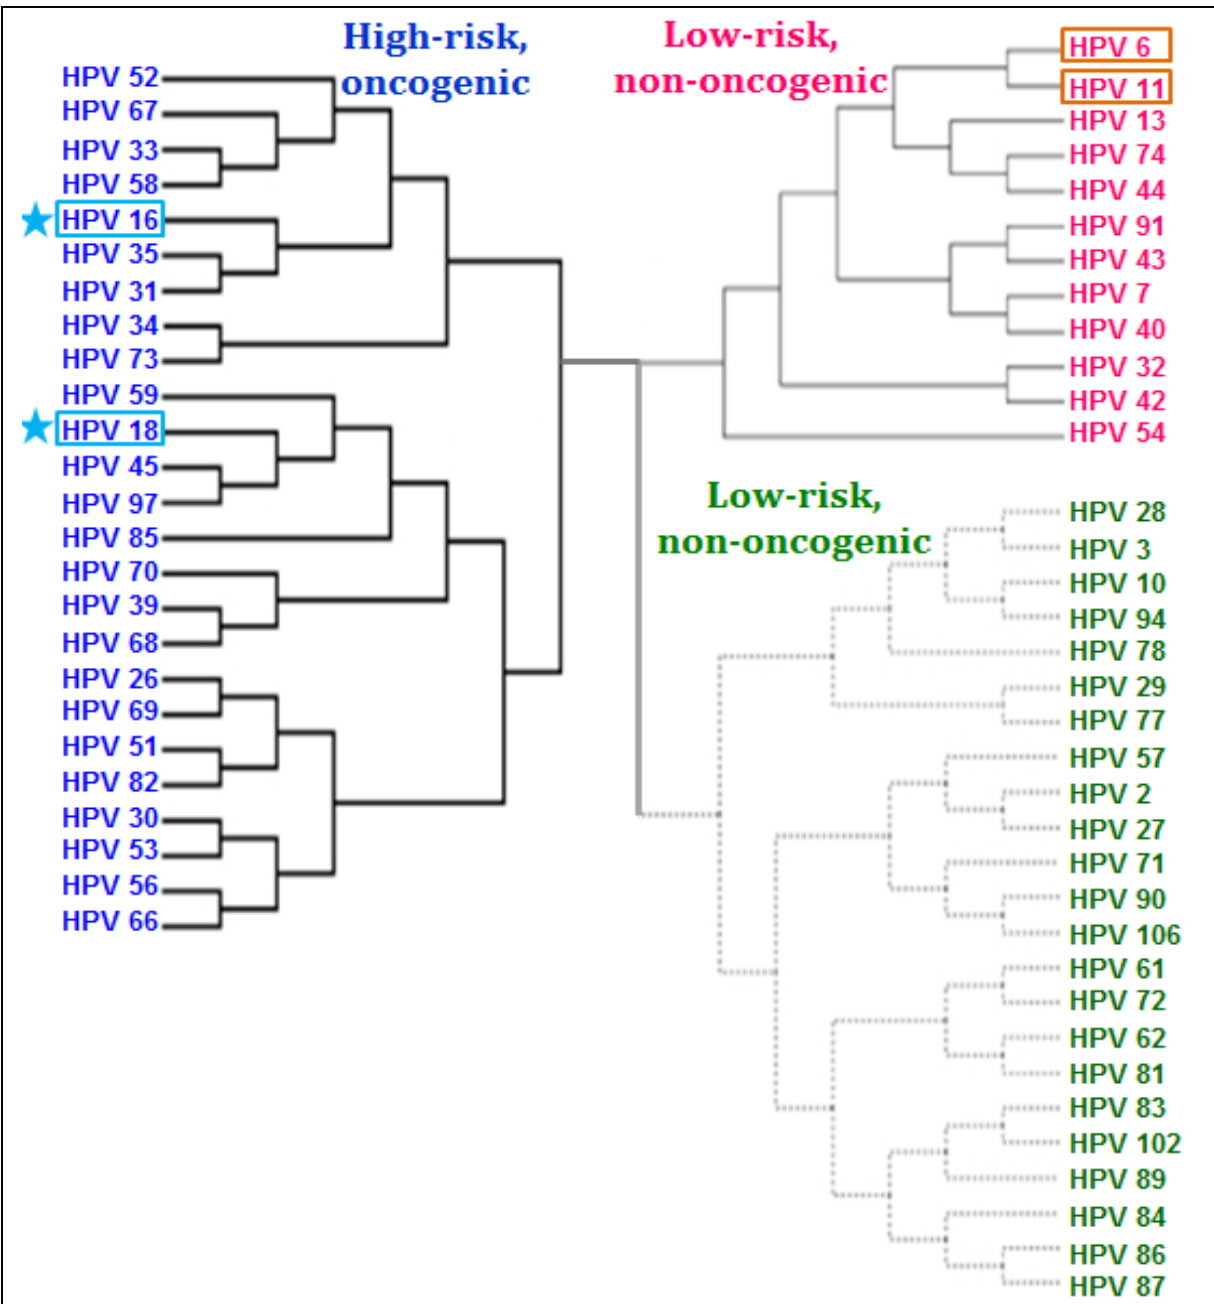 High-risk,
oncogenic
HPV 52
HPV 67
HPV 33
HPV 58
HPV 16
HPV 35
HPV 31
HPV 34
HPV 73
HPV 59
HPV 18
HPV 45
HPV 97
HPV 85
HPV 70
HPV 39
HPV 68
HPV 26
HPV 69
HPV 51
HPV 82
HPV 30
HPV 53
HPV 56
HPV 66
Low-risk,
non-oncogenic
HPV 6
HPV 11
HPV 13
HPV 74
HPV 44
HPV 91
HPV 43
HPV 7
HPV 40
HPV 32
HPV 42
HPV 54
Low-risk,
non-oncogenic
HPV 28
HPV 3
HPV 10
HPV 94
HPV 78
HPV 29
HPV 77
HPV 57
HPV 2
HPV 27
HPV 71
HPV 90
HPV 106
HPV 61
HPV 72
HPV 62
HPV 81
HPV 83
HPV 102
HPV 89
HPV 84
HPV 86
HPV 87